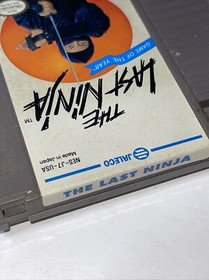 GAME OF THE YEAR
THE
LAST NINJA
TM
JALECO
NES-J7-USA
Made in Japan
THE LAST NINJA